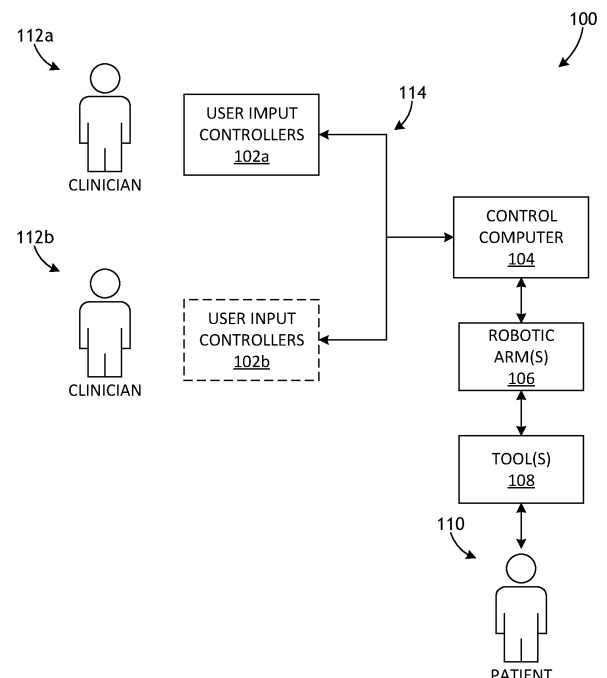 112a
100
114
USER IMPUT
CONTROLLERS
102a
CLINICIAN
CONTROL
COMPUTER
104
112b
USER INPUT
CONTROLLERS
102b
CLINICIAN
ROBOTIC
ARM(S)
106
TOOL(S)
108
110
PATIENT